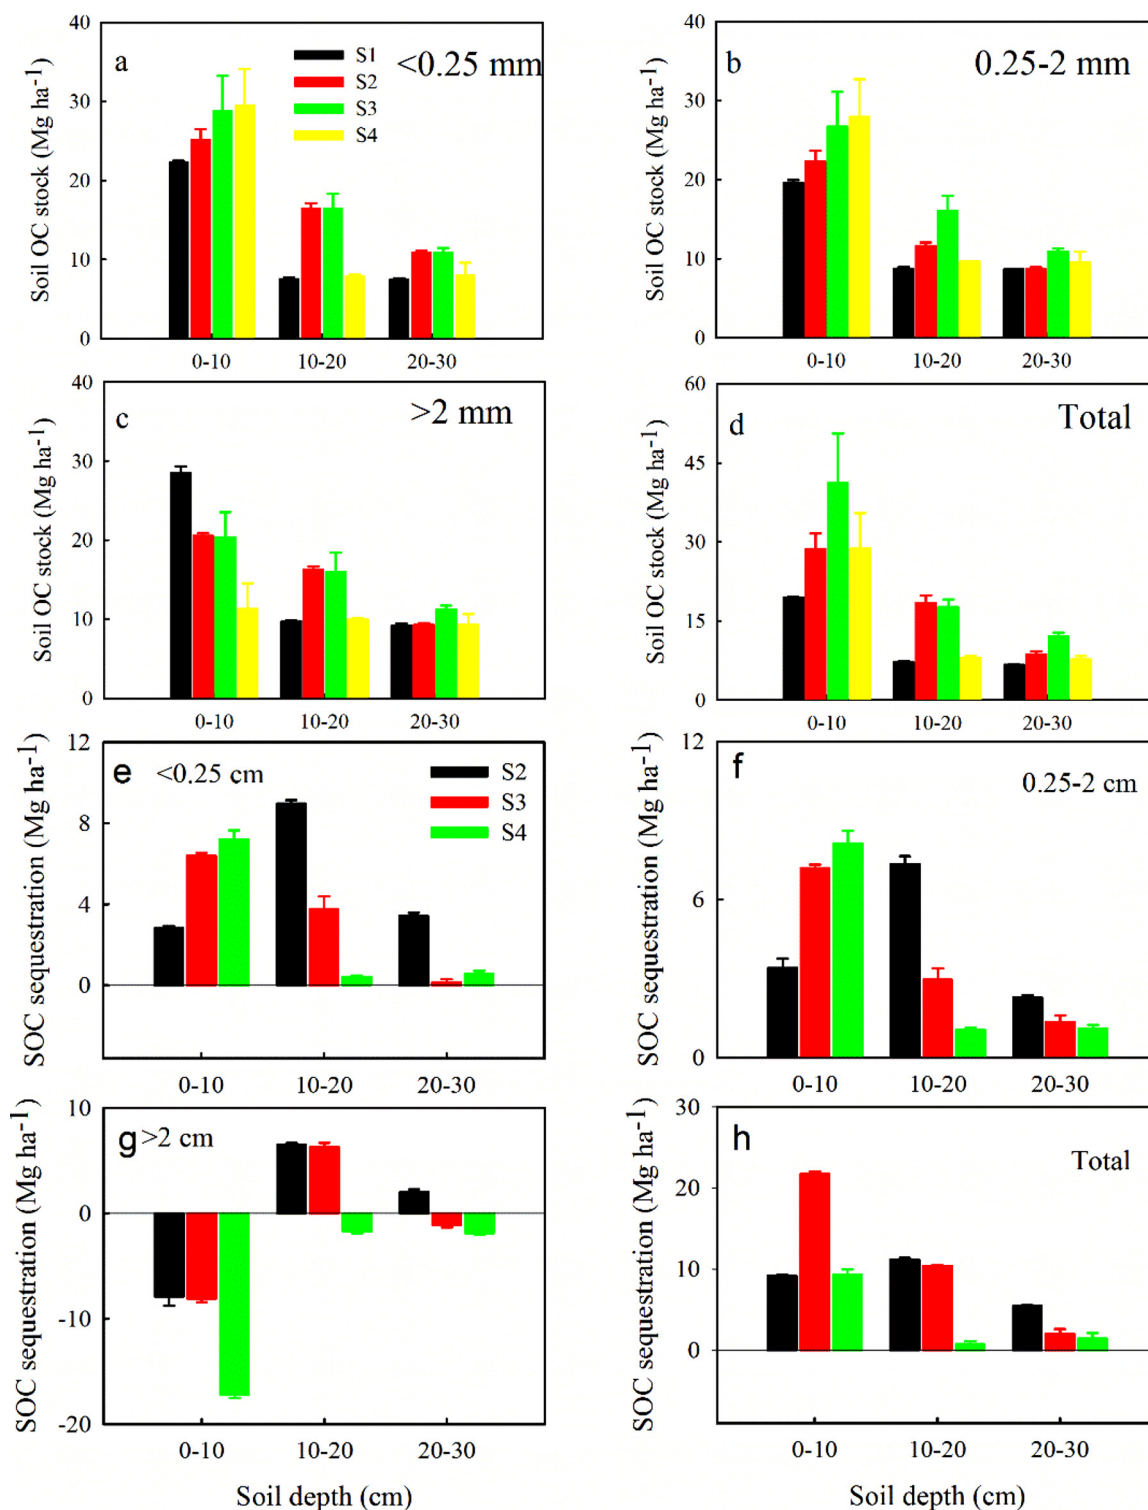 Soil OC stock (Mg ha-1)
40
30
20
10
0
a
S1
S2
S3
S4
<0.25 mm
0-10
10-20
20-30
Soil OC stock (Mg ha-1)
40
30
20
10
0
b
0.25-2 mm
0-10
10-20
20-30
Soil OC stock (Mg ha-1)
40
30
20
10
0
c
>2 mm
0-10
10-20
20-30
Soil OC stock (Mg ha-1)
60
45
30
15
0
d
Total
0-10
10-20
20-30
SOC sequestration (Mg ha-1)
12
8
4
0
e
<0.25 cm
S2
S3
S4
0-10
10-20
20-30
SOC sequestration (Mg ha-1)
12
6
0
f
0.25-2 cm
0-10
10-20
20-30
SOC sequestration (Mg ha-1)
10
0
-10
-20
g
>2 cm
0-10
10-20
20-30
Soil depth (cm)
SOC sequestration (Mg ha-1)
30
20
10
0
h
Total
0-10
10-20
20-30
Soil depth (cm)